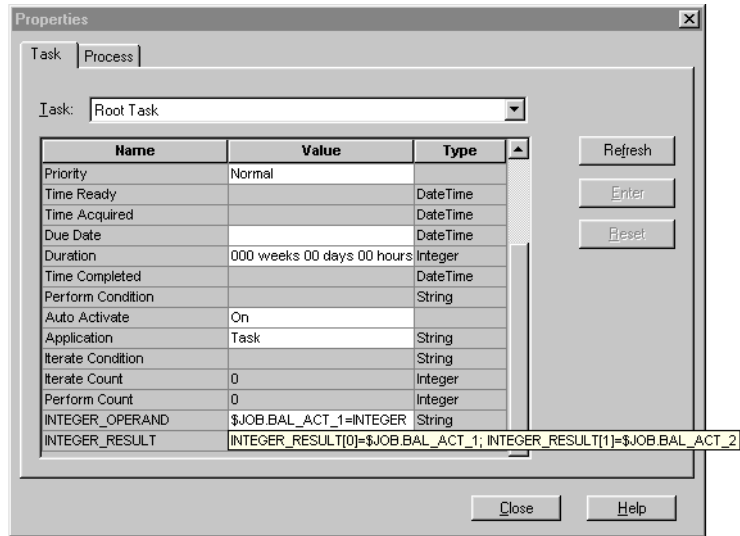 Properties
Task Process
Task: Root Task
Name Value Type
Priority Normal
Time Ready DateTime
Time Acquired DateTime
Due Date DateTime
Duration 000 weeks 00 days 00 hours Integer
Time Completed DateTime
Perform Condition String
Auto Activate On
Application Task String
Iterate Condition String
Iterate Count 0 Integer
Perform Count 0 Integer
INTEGER_OPERAND $JOB.BAL_ACT_1=INTEGER String
INTEGER_RESULT INTEGER_RESULT[0]=$JOB.BAL_ACT_1; INTEGER_RESULT[1]=$JOB.BAL_ACT_2
Refresh
Enter
Reset
Close Help